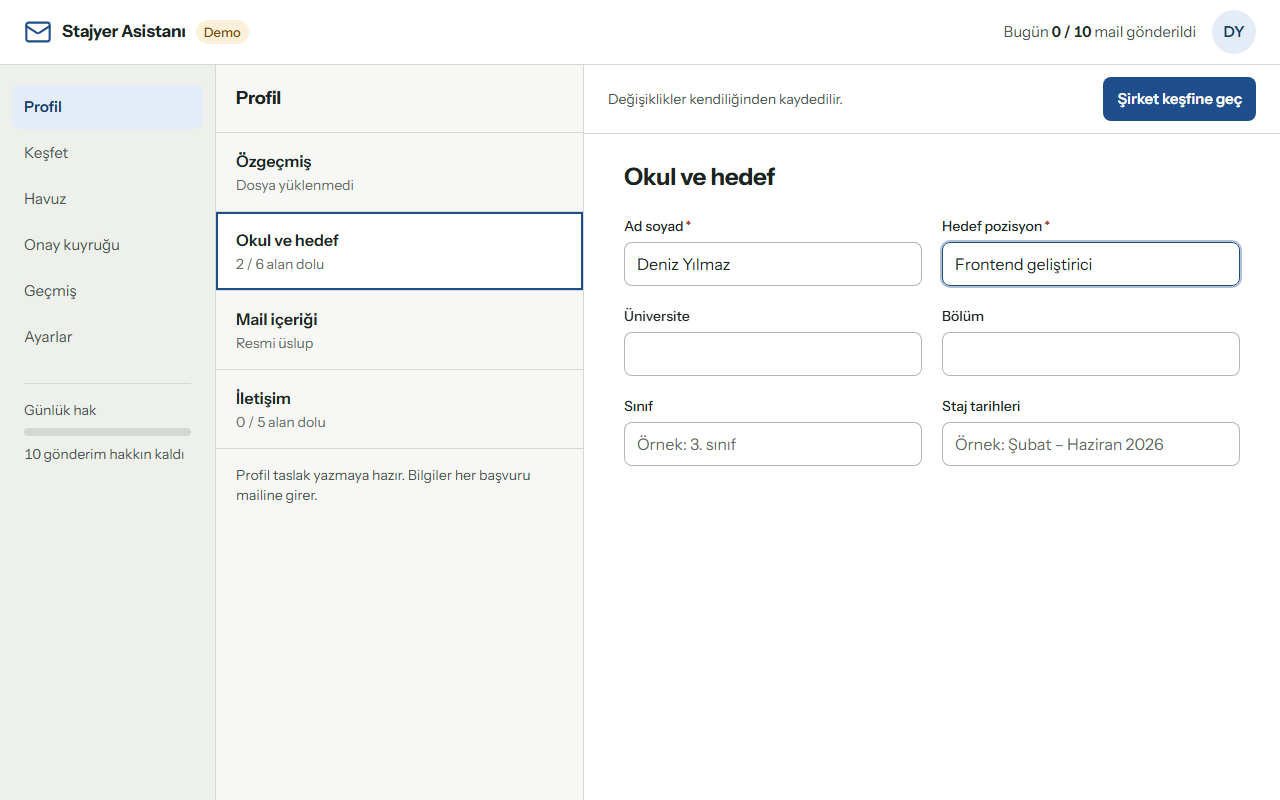 Stajyer Asistanı Demo
Bugün 0 / 10 mail gönderildi DY
Profil
Keşfet
Havuz
Onay kuyruğu
Geçmiş
Ayarlar
Günlük hak
10 gönderim hakkın kaldı
Profil
Özgeçmiş
Dosya yüklenmedi
Okul ve hedef
2 / 6 alan dolu
Mail içeriği
Resmi üslup
İletişim
0 / 5 alan dolu
Profil taslak yazmaya hazır. Bilgiler her başvuru
mailine girer.
Değişiklikler kendiliğinden kaydedilir.
Şirket keşfine geç
Okul ve hedef
Ad soyad *
Deniz Yılmaz
Hedef pozisyon *
Frontend geliştirici
Üniversite
Bölüm
Sınıf
Örnek: 3. sınıf
Staj tarihleri
Örnek: Şubat – Haziran 2026